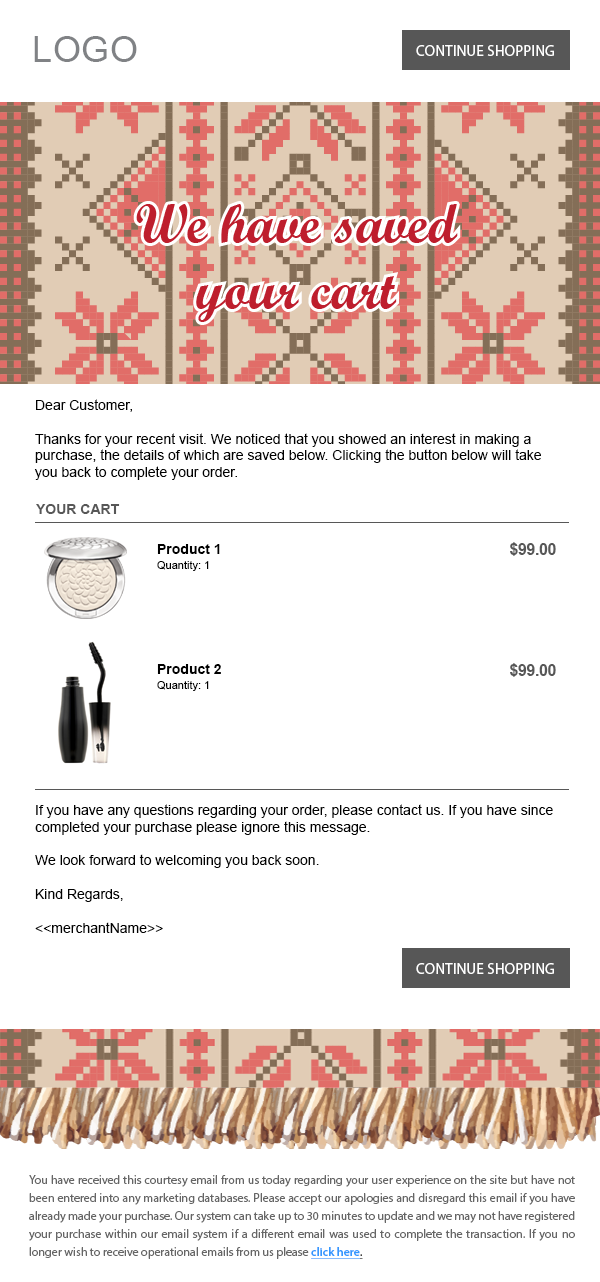 LOGO
CONTINUE SHOPPING
We have saved
your cart
Dear Customer,
Thanks for your recent visit. We noticed that you showed an interest in making a
purchase, the details of which are saved below. Clicking the button below will take
you back to complete your order.
YOUR CART
Product 1
$99.00
Quantity: 1
Product 2
$99.00
Quantity: 1
If you have any questions regarding your order, please contact us. If you have since
completed your purchase please ignore this message.
We look forward to welcoming you back soon.
Kind Regards,
<<merchantName>>
CONTINUE SHOPPING
You have received this courtesy email from us today regarding your user experience on the site but have not
been entered into any marketing databases. Please accept our apologies and disregard this email if you have
already made your purchase. Our system can take up to 30 minutes to update and we may not have registered
your purchase within our email system if a different email was used to complete the transaction. If you no
longer wish to receive operational emails from us please click here.